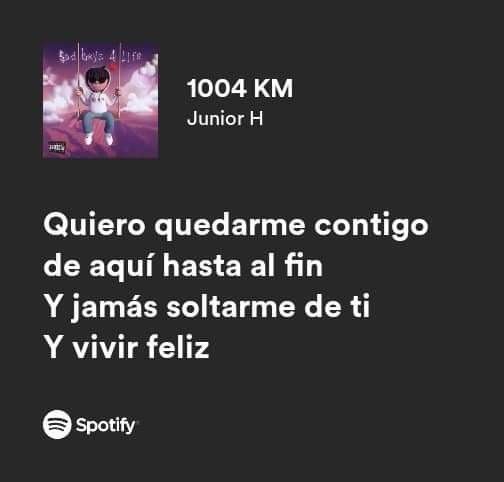 $ad boyz 4 life
1004 KM
Junior H
Quiero quedarme contigo
de aquí hasta al fin
Y jamás soltarme de ti
Y vivir feliz
Spotify